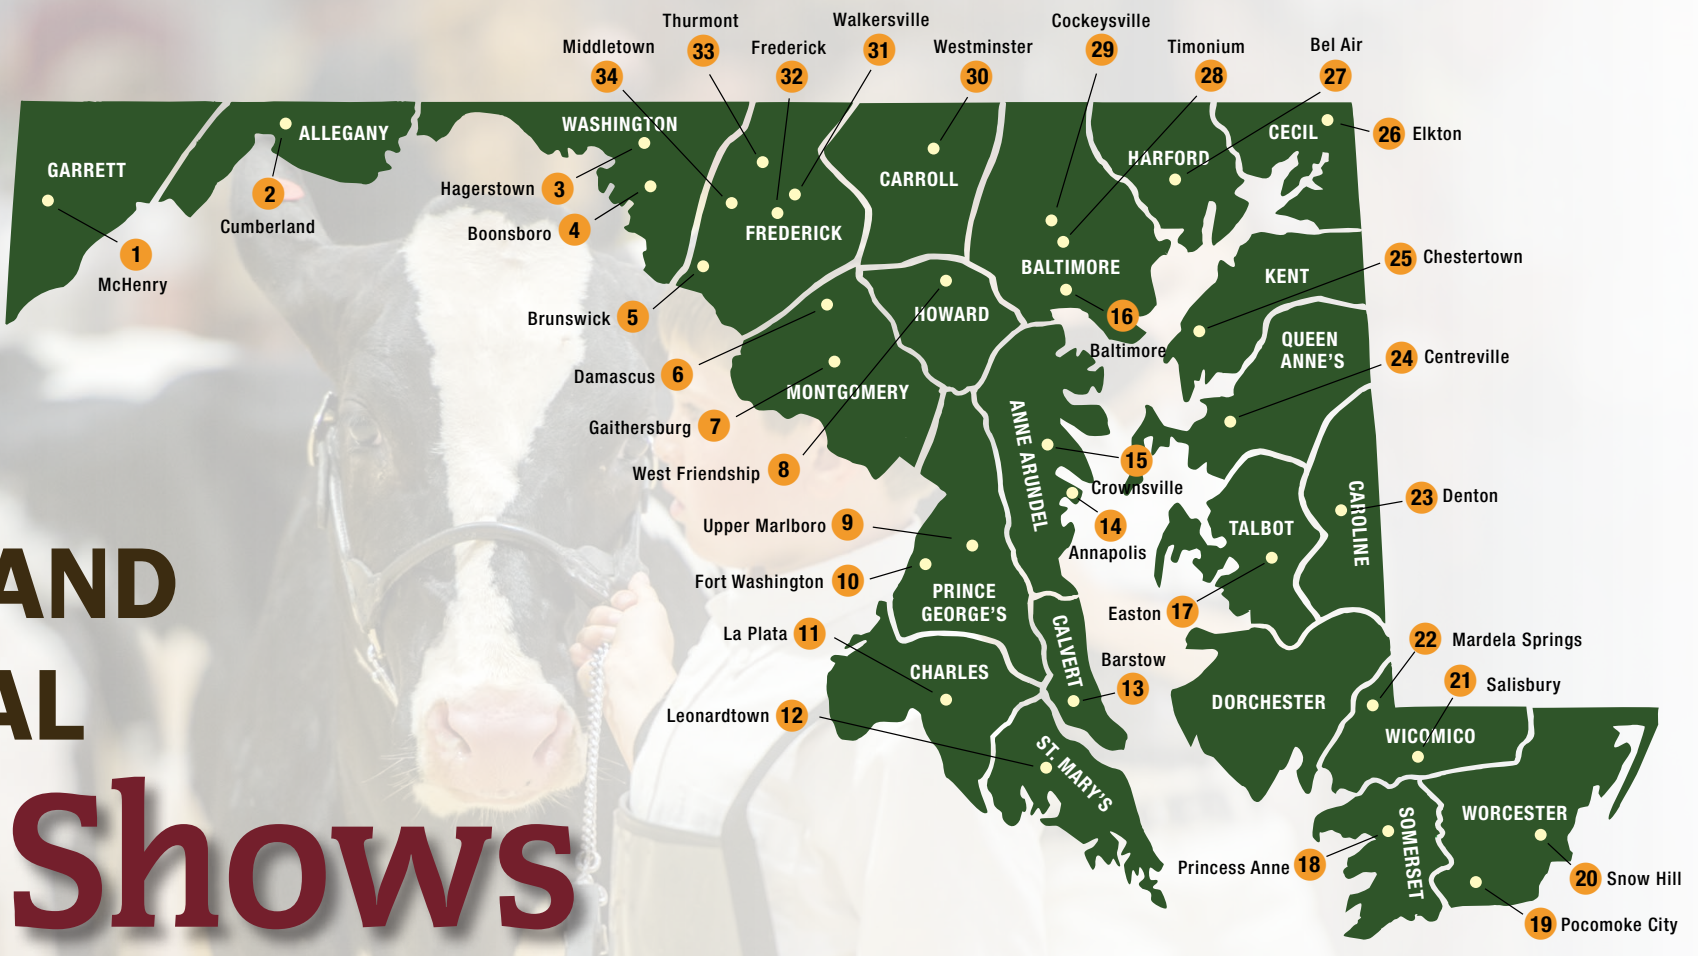 Thurmont
33
Walkersville
31
Cockeysville
29
Middletown
34
Frederick
32
Westminster
30
Timonium
28
Bel Air
27
GARRETT
ALLEGANY
WASHINGTON
FREDERICK
CARROLL
BALTIMORE
HARFORD
CECIL
26 Elkton
KENT
25 Chestertown
QUEEN
ANNE'S
24 Centreville
HOWARD
MONTGOMERY
ANNE ARUNDEL
TALBOT
CAROLINE
23 Denton
PRINCE
GEORGE'S
CALVERT
CHARLES
ST. MARY'S
DORCHESTER
WICOMICO
WORCESTER
SOMERSET
1
McHenry
2
Cumberland
Hagerstown 3
Boonsboro 4
Brunswick 5
Damascus 6
Gaithersburg 7
West Friendship 8
Upper Marlboro 9
Fort Washington 10
La Plata 11
Leonardtown 12
Barstow
13
14
Annapolis
15
Crownsville
16
Baltimore
Easton 17
Princess Anne 18
19 Pocomoke City
20 Snow Hill
21 Salisbury
22 Mardela Springs
AND
AL
Shows